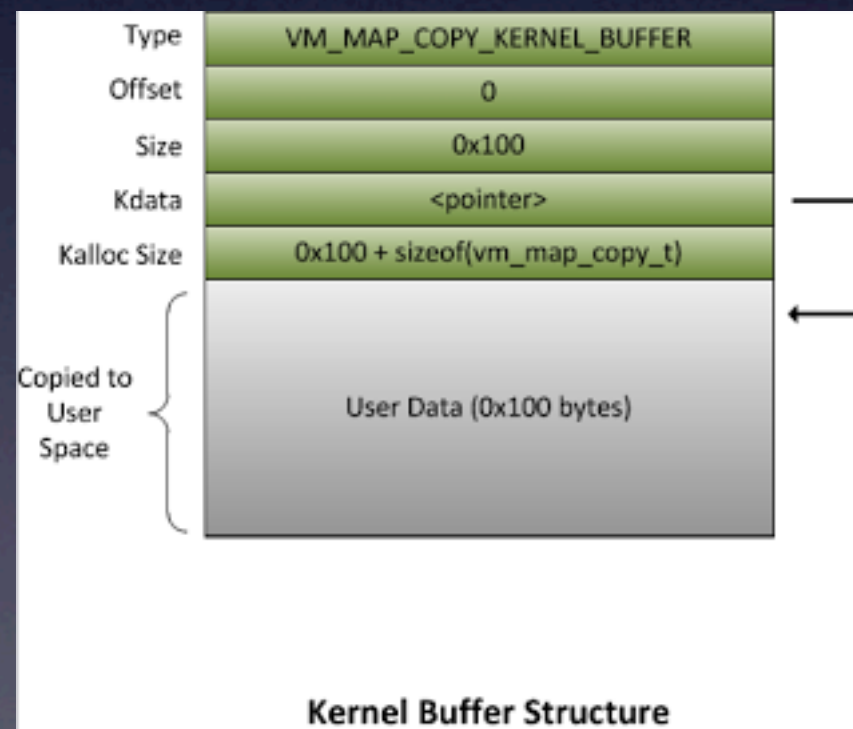 Type VM_MAP_COPY_KERNEL_BUFFER
Offset 0
Size 0x100
Kdata <pointer>
Kalloc Size 0x100 + sizeof(vm_map_copy_t)
Copied to
User
Space
User Data (0x100 bytes)
Kernel Buffer Structure